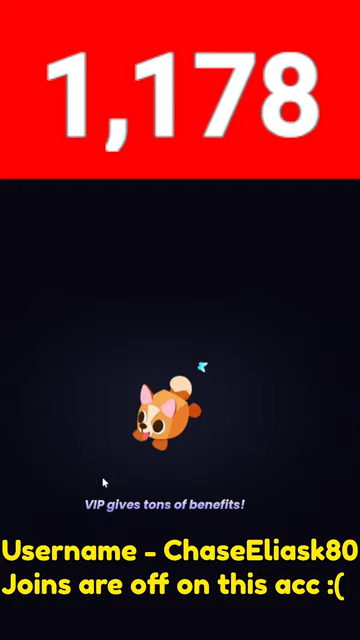 1,178
VIP gives tons of benefits!
Username - ChaseEliask80
Joins are off on this acc :(